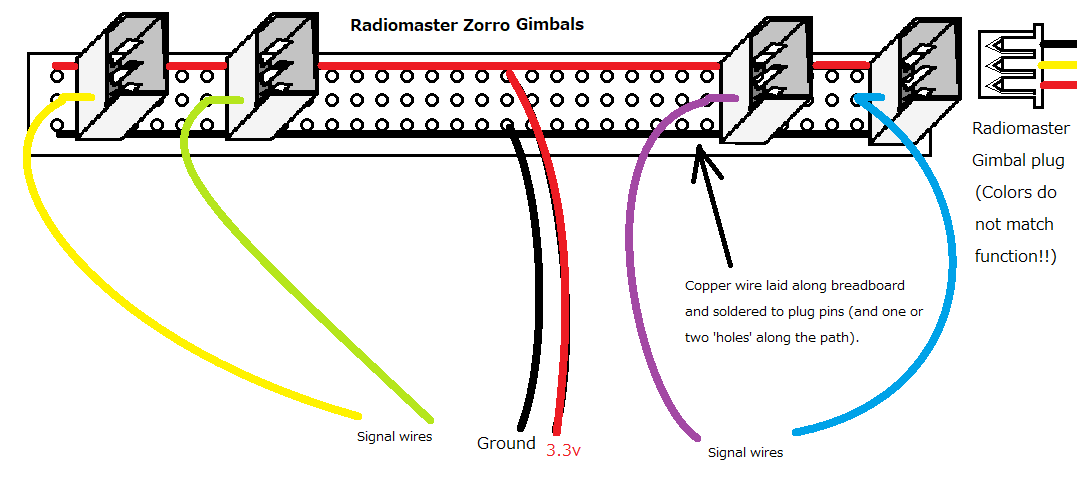 Radiomaster Zorro Gimbals
Radiomaster
Gimbal plug
(Colors do
not match
function!!)
Copper wire laid along breadboard
and soldered to plug pins (and one or
two 'holes' along the path).
Signal wires
Ground
3.3v
Signal wires